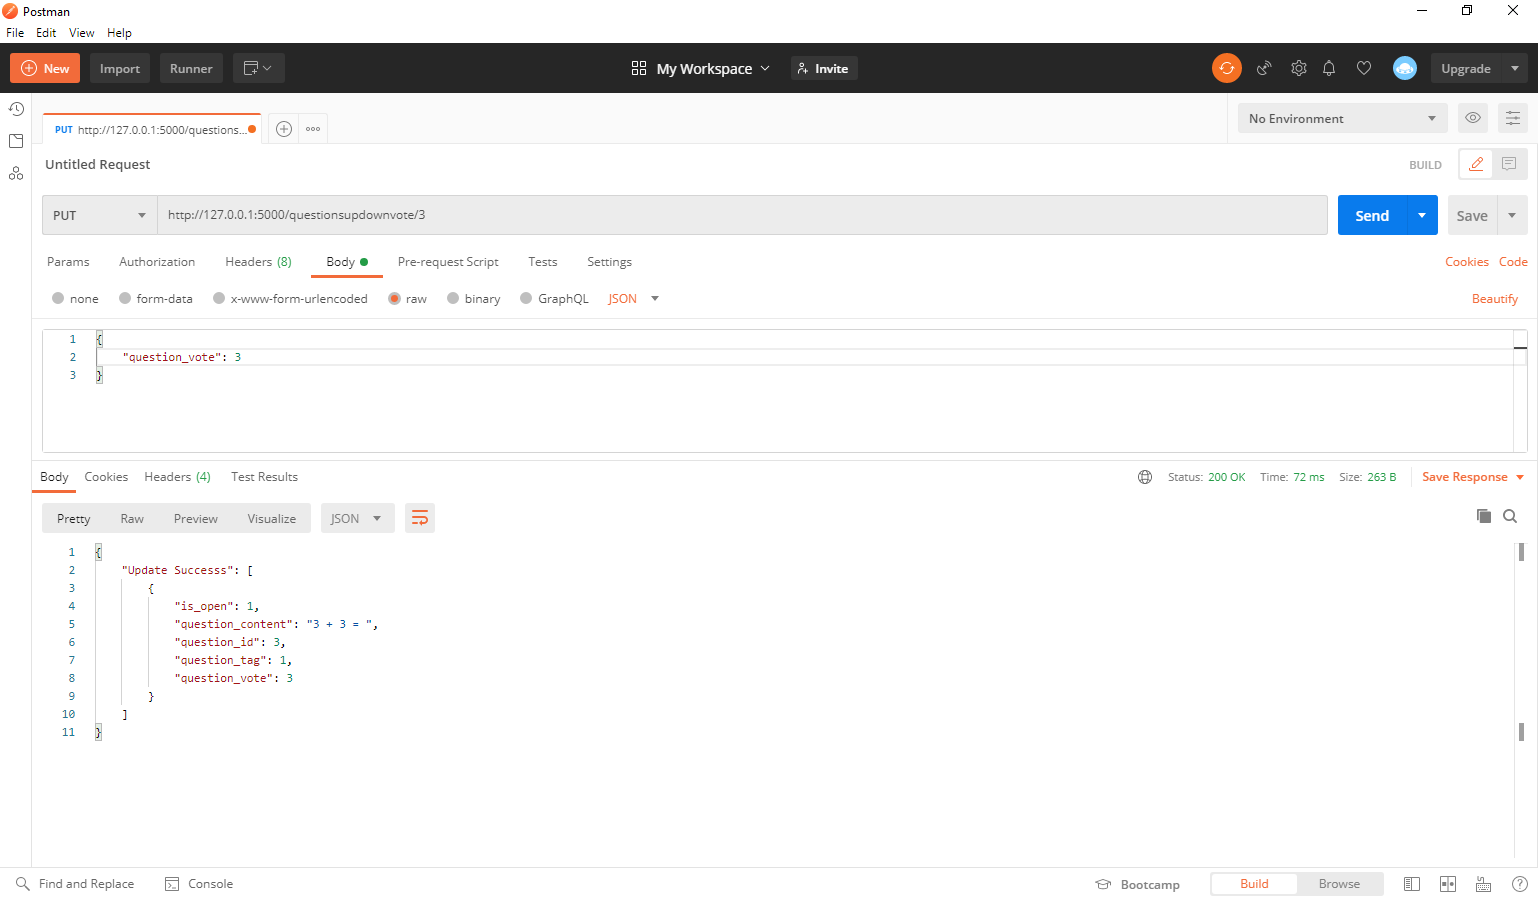 Postman
File Edit View Help
New Import Runner My Workspace Invite Upgrade
PUT http://127.0.0.1:5000/questions... No Environment
Untitled Request BUILD
PUT http://127.0.0.1:5000/questionsupdownvote/3 Send Save
Params Authorization Headers (8) Body Pre-request Script Tests Settings Cookies Code
none form-data x-www-form-urlencoded raw binary GraphQL JSON Beautify
1 {
2 "question_vote": 3
3 }
Body Cookies Headers (4) Test Results Status: 200 OK Time: 72 ms Size: 263 B Save Response
Pretty Raw Preview Visualize JSON
1 {
2 "Update Successs": [
3 {
4 "is_open": 1,
5 "question_content": "3 + 3 = ",
6 "question_id": 3,
7 "question_tag": 1,
8 "question_vote": 3
9 }
10 ]
11 }
Find and Replace Console Bootcamp Build Browse